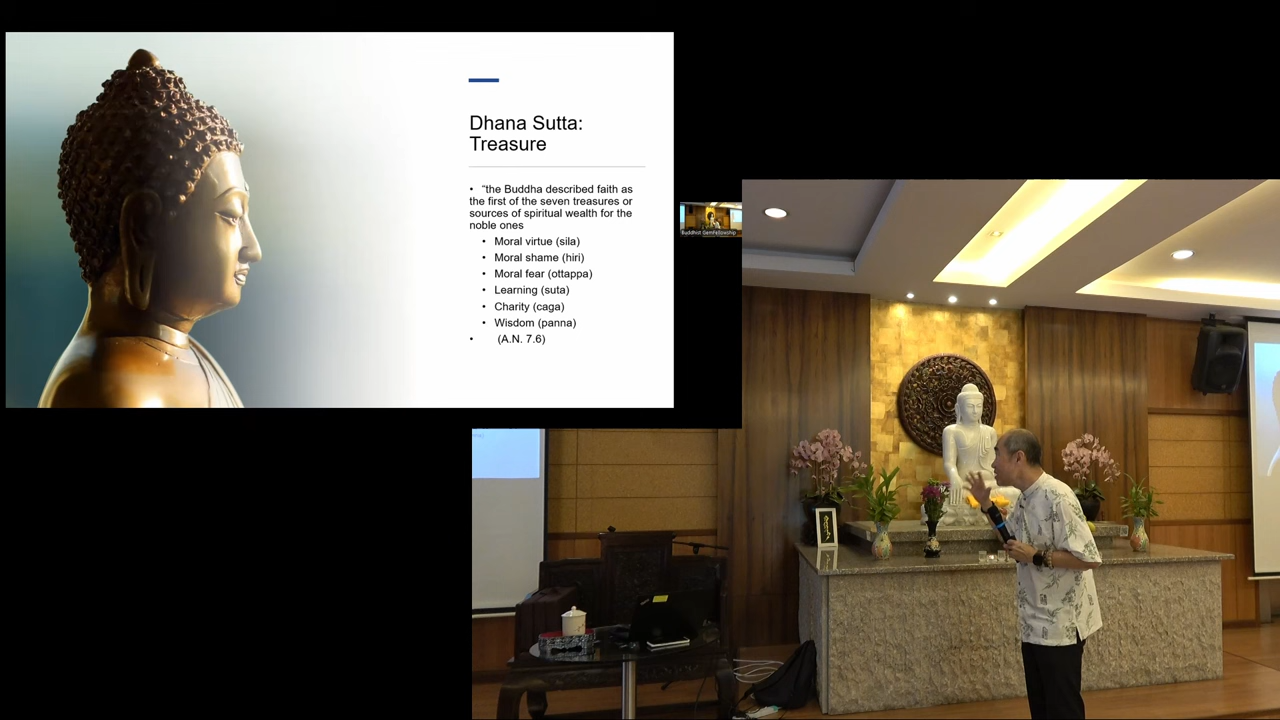 Dhana Sutta:
Treasure
• “the Buddha described faith as
the first of the seven treasures or
sources of spiritual wealth for the
noble ones
• Moral virtue (sila)
• Moral shame (hiri)
• Moral fear (ottappa)
• Learning (suta)
• Charity (caga)
• Wisdom (panna)
• (A.N. 7.6)
Buddhist GemFellowship